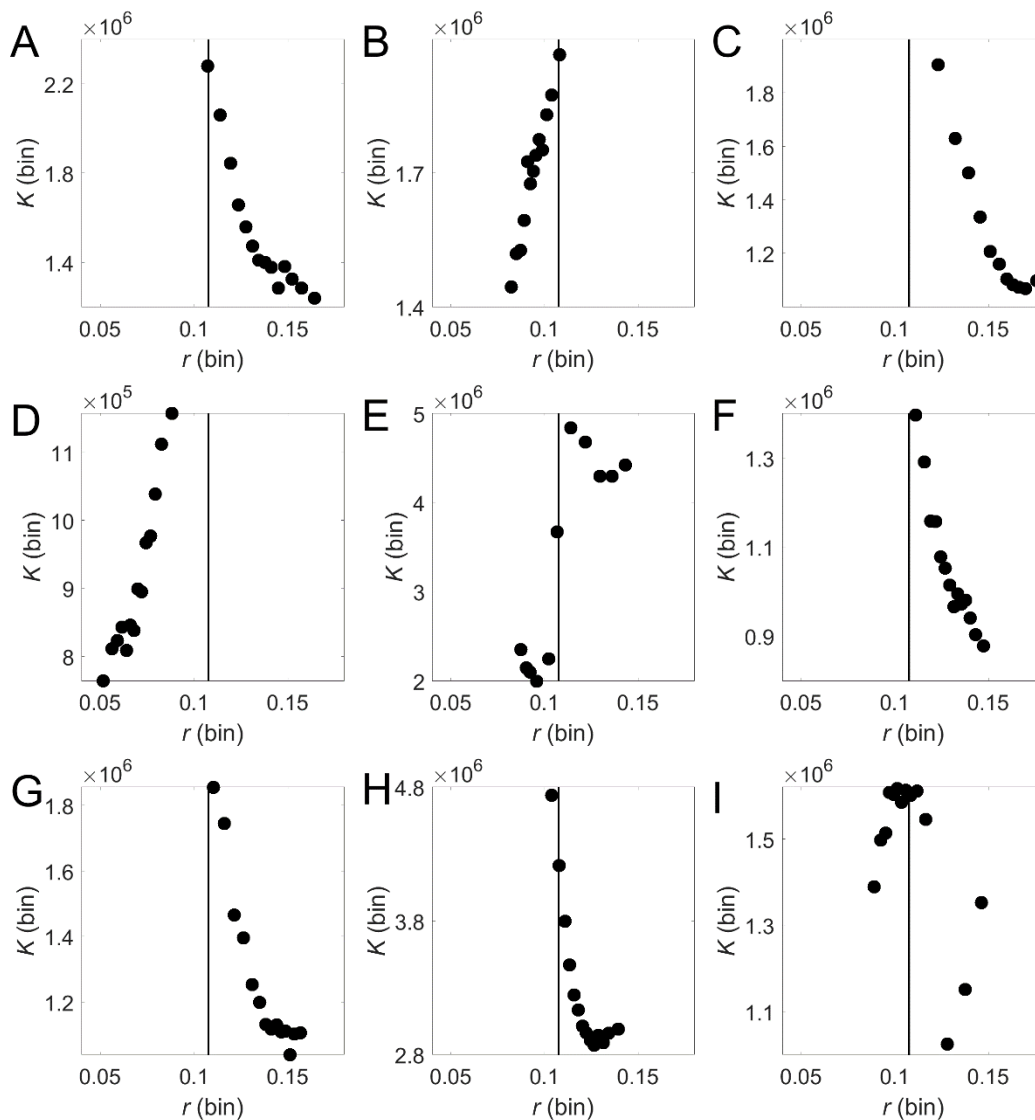 A
×10^6
2.2
1.8
1.4
K (bin)
0.05 0.1 0.15
r (bin)
B
×10^6
1.7
1.4
K (bin)
0.05 0.1 0.15
r (bin)
C
×10^6
1.8
1.6
1.4
1.2
K (bin)
0.05 0.1 0.15
r (bin)
D
×10^5
11
10
9
8
K (bin)
0.05 0.1 0.15
r (bin)
E
×10^6
5
4
3
2
K (bin)
0.05 0.1 0.15
r (bin)
F
×10^6
1.3
1.1
0.9
K (bin)
0.05 0.1 0.15
r (bin)
G
×10^6
1.8
1.6
1.4
1.2
K (bin)
0.05 0.1 0.15
r (bin)
H
×10^6
4.8
3.8
2.8
K (bin)
0.05 0.1 0.15
r (bin)
I
×10^6
1.5
1.3
1.1
K (bin)
0.05 0.1 0.15
r (bin)